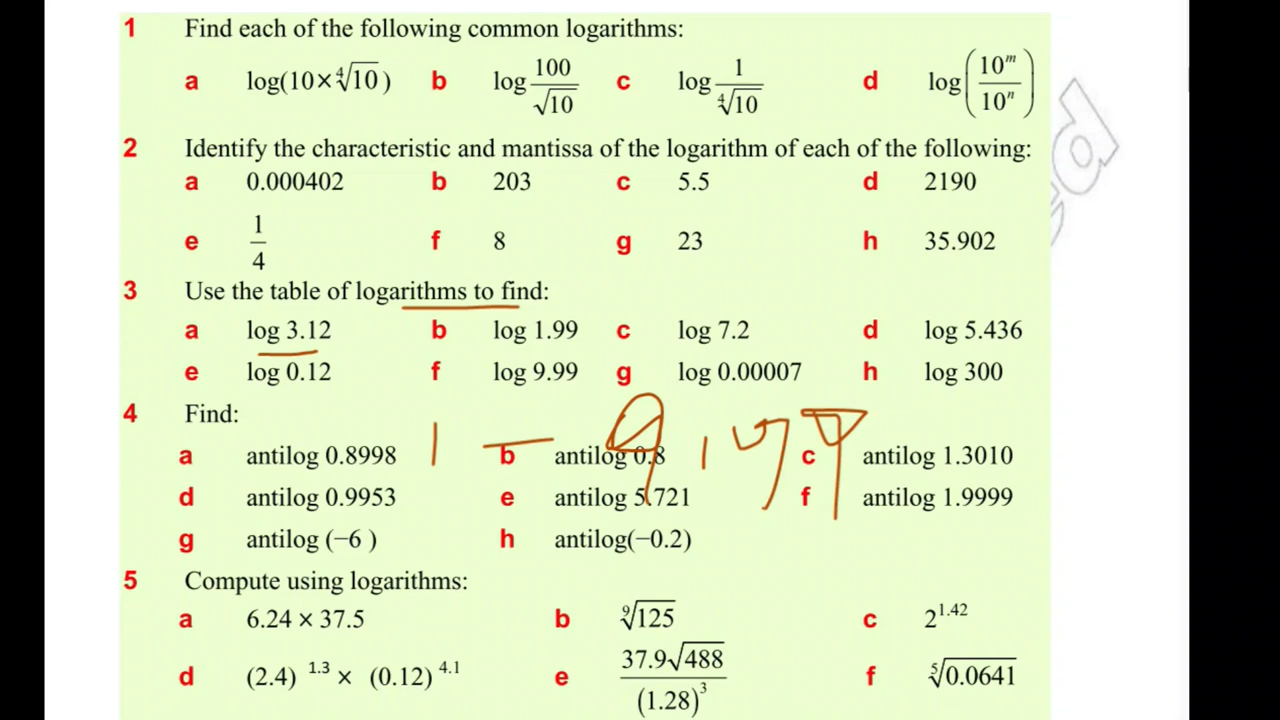 1 Find each of the following common logarithms:
a log(10×∜10) b log 100/√10 c log 1/∜10 d log(10ᵐ/10ⁿ)
2 Identify the characteristic and mantissa of the logarithm of each of the following:
a 0.000402 b 203 c 5.5 d 2190
e 1/4 f 8 g 23 h 35.902
3 Use the table of logarithms to find:
a log 3.12 b log 1.99 c log 7.2 d log 5.436
e log 0.12 f log 9.99 g log 0.00007 h log 300
4 Find:
a antilog 0.8998 b antilog 0.8 c antilog 1.3010
d antilog 0.9953 e antilog 5.721 f antilog 1.9999
g antilog (−6 ) h antilog(−0.2)
1 – 9
5 Compute using logarithms:
a 6.24 × 37.5 b ⁹√125 c 2^1.42
d (2.4) ^1.3 × (0.12) ^4.1 e 37.9√488/(1.28)³ f ⁵√0.0641